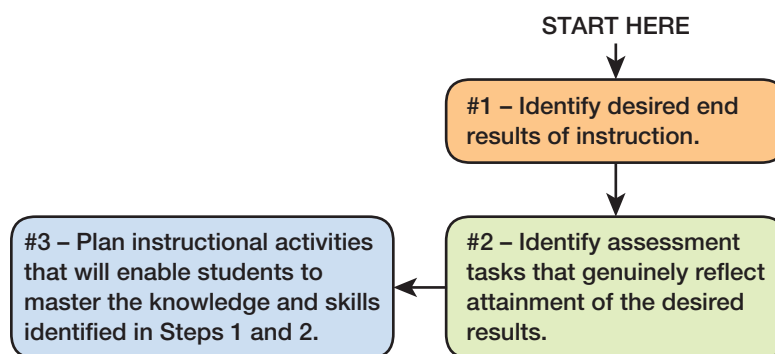 START HERE
#1 – Identify desired end
results of instruction.
#2 – Identify assessment
tasks that genuinely reflect
attainment of the desired
results.
#3 – Plan instructional activities
that will enable students to
master the knowledge and skills
identified in Steps 1 and 2.